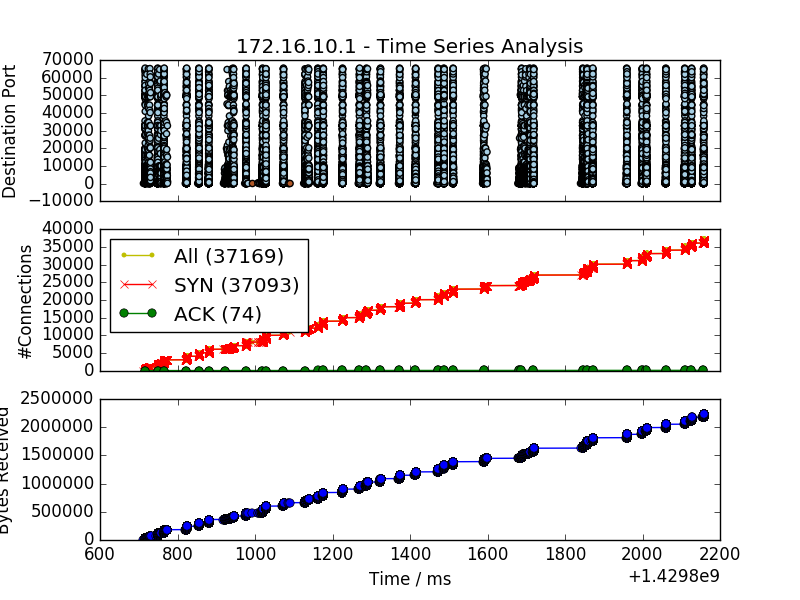 172.16.10.1 - Time Series Analysis
Destination Port
70000
60000
50000
40000
30000
20000
10000
0
−10000
#Connections
40000
35000
30000
25000
20000
15000
10000
5000
0
All (37169)
SYN (37093)
ACK (74)
Bytes Received
2500000
2000000
1500000
1000000
500000
0
600 800 1000 1200 1400 1600 1800 2000 2200
Time / ms
+1.4298e9